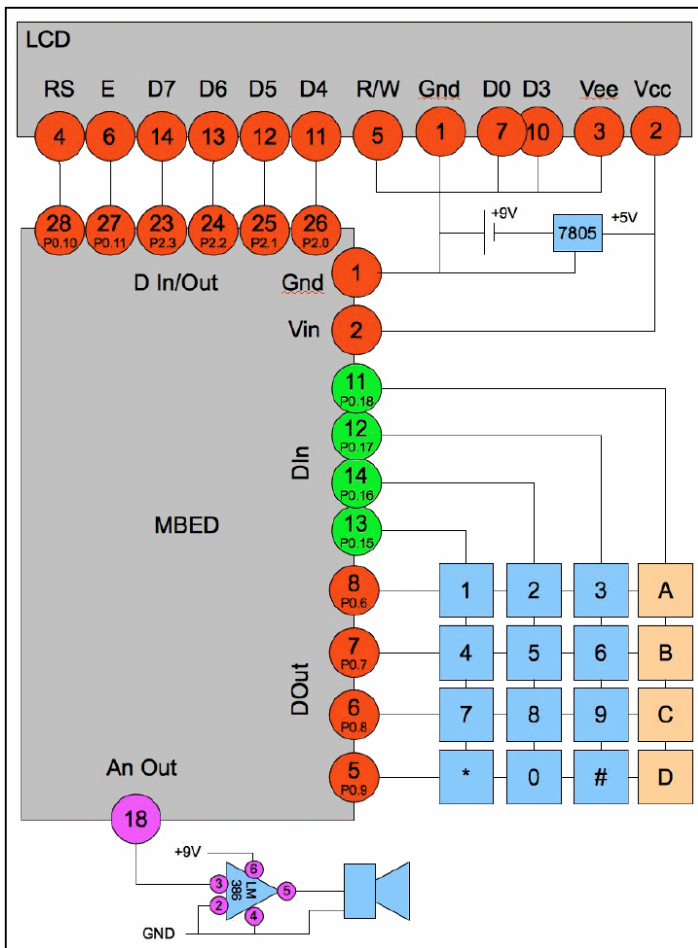 LCD
RS E D7 D6 D5 D4 R/W Gnd D0 D3 Vee Vcc
4 6 14 13 12 11 5 1 7 10 3 2
28 27 23 24 25 26
P0.10 P0.11 P2.3 P2.2 P2.1 P2.0
+9V
7805
+5V
D In/Out
Gnd
1
Vin
2
11
P0.18
12
P0.17
DIn
14
P0.16
MBED
13
P0.15
8
P0.6
1 2 3 A
7
P0.7
4 5 6 B
DOut
6
P0.8
7 8 9 C
An Out
5
P0.9
* 0 # D
18
+9V
6
3
LM
386
5
2
4
GND